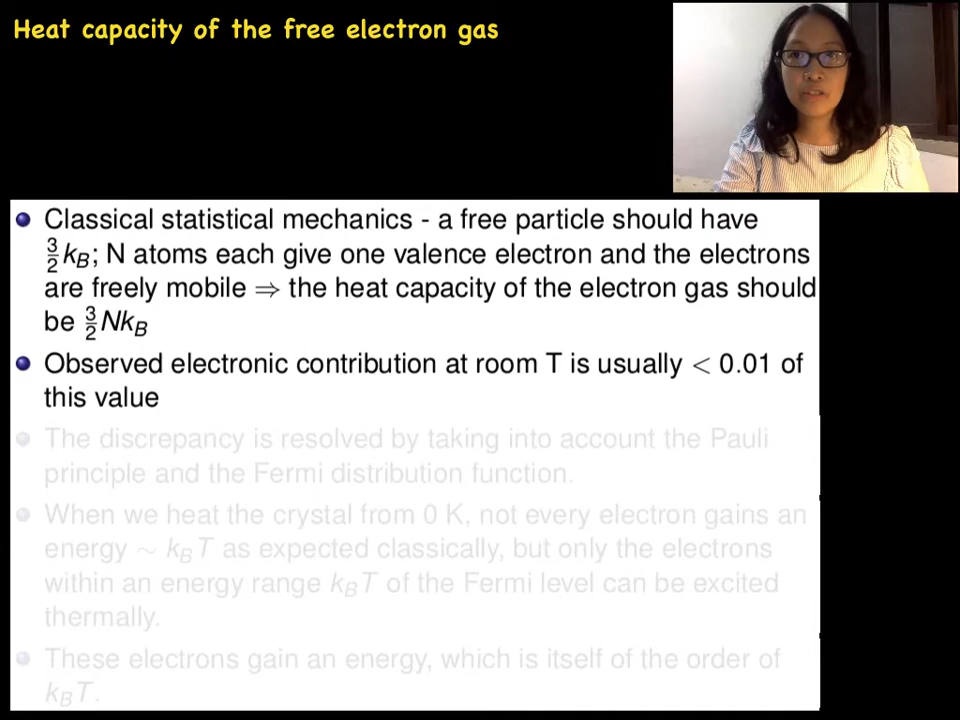 Heat capacity of the free electron gas
Classical statistical mechanics - a free particle should have
3/2 k_B; N atoms each give one valence electron and the electrons
are freely mobile ⇒ the heat capacity of the electron gas should
be 3/2 Nk_B
Observed electronic contribution at room T is usually < 0.01 of
this value
The discrepancy is resolved by taking into account the Pauli
principle and the Fermi distribution function.
When we heat the crystal from 0 K, not every electron gains an
energy ∼ k_B T as expected classically, but only the electrons
within an energy range k_B T of the Fermi level can be excited
thermally.
These electrons gain an energy, which is itself of the order of
k_B T.